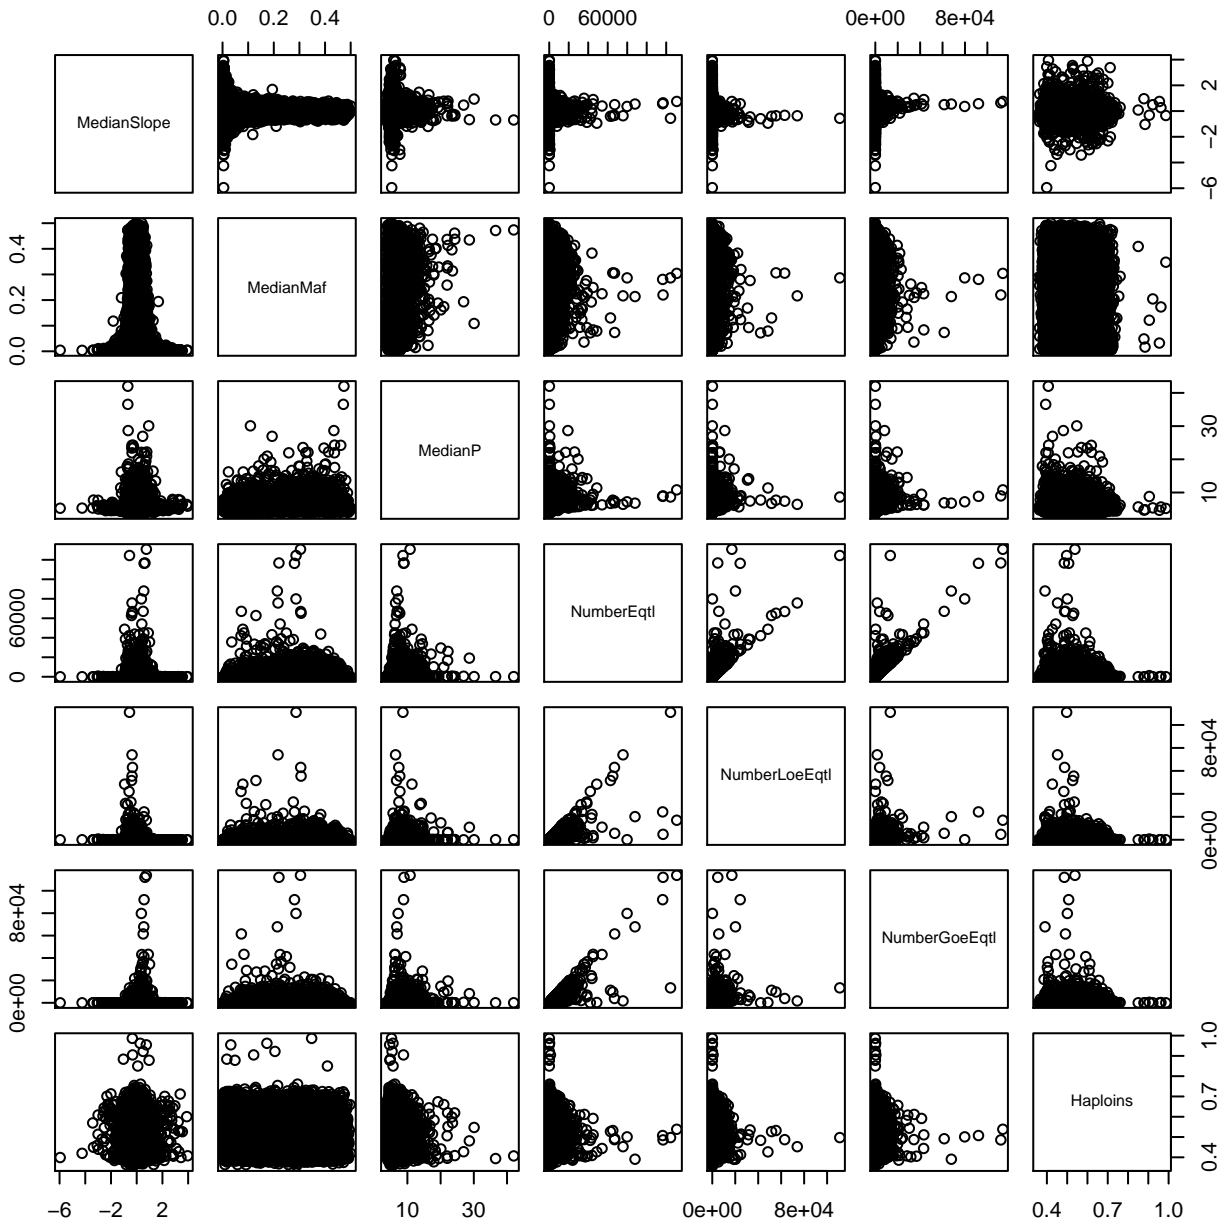 0.0 0.2 0.4 0 60000 0e+00 8e+04
MedianSlope 2 −2 −6
0.4 0.2 0.0 MedianMaf
MedianP 30 10
60000 0 NumberEqtl
NumberLoeEqtl 8e+04 0e+00
8e+04 0e+00 NumberGoeEqtl
Haploins 1.0 0.7 0.4
−6 −2 2 10 30 0e+00 8e+04 0.4 0.7 1.0